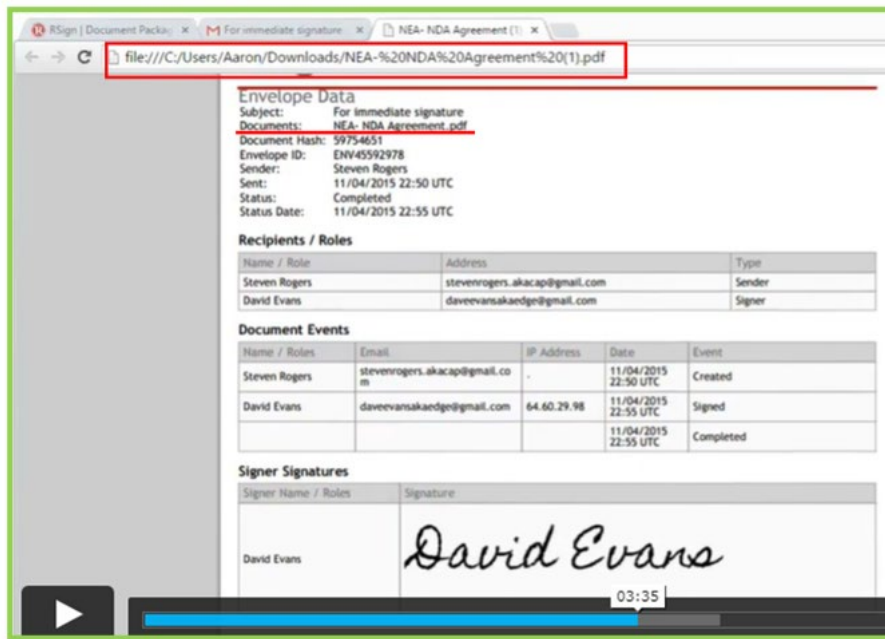 RSign | Document Packag
For immediate signature
NEA- NDA Agreement (1)
file:///C:/Users/Aaron/Downloads/NEA-%20NDA%20Agreement%20(1).pdf
Envelope Data
Subject: For immediate signature
Documents: NEA- NDA Agreement.pdf
Document Hash: 59754651
Envelope ID: ENV45592978
Sender: Steven Rogers
Sent: 11/04/2015 22:50 UTC
Status: Completed
Status Date: 11/04/2015 22:55 UTC
Recipients / Roles
Name / Role Address Type
Steven Rogers stevenrogers.akacap@gmail.com Sender
David Evans daveevansakaedge@gmail.com Signer
Document Events
Name / Roles Email IP Address Date Event
Steven Rogers stevenrogers.akacap@gmail.co
m - 11/04/2015
22:50 UTC Created
David Evans daveevansakaedge@gmail.com 64.60.29.98 11/04/2015
22:55 UTC Signed
11/04/2015
22:55 UTC Completed
Signer Signatures
Signer Name / Roles Signature
David Evans David Evans
03:35